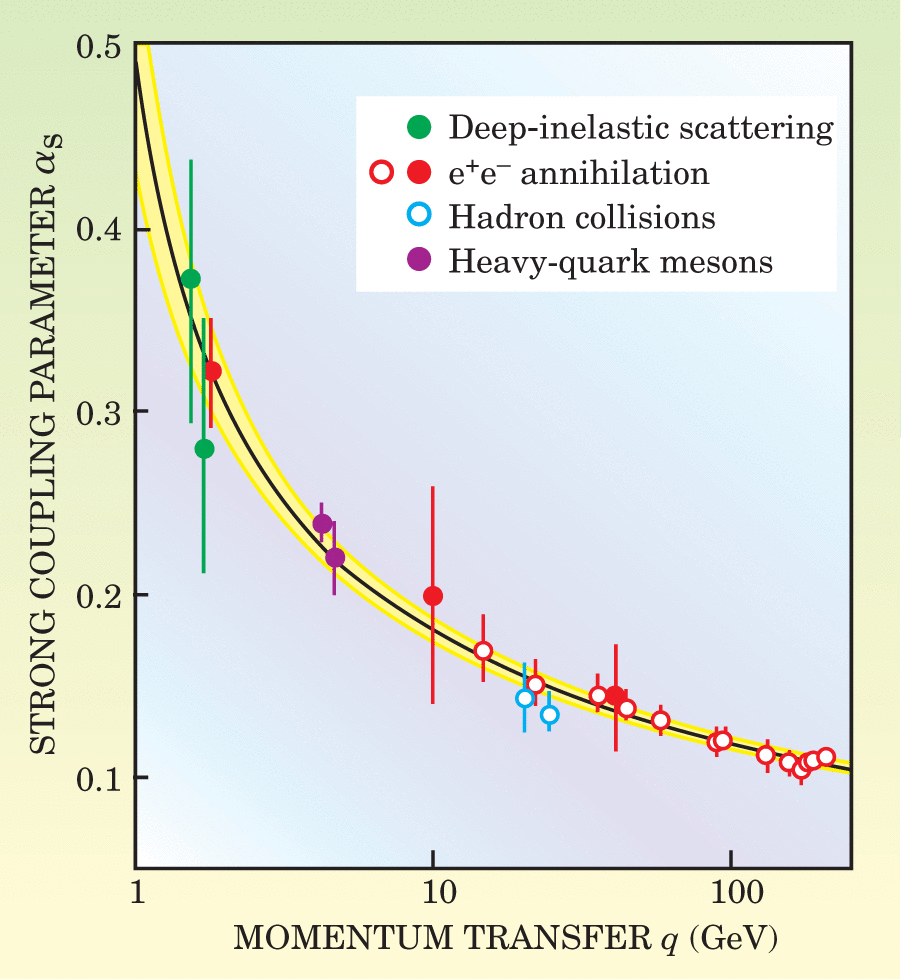 0.5
0.4
0.3
0.2
0.1
STRONG COUPLING PARAMETER αS
Deep-inelastic scattering
e⁺e⁻ annihilation
Hadron collisions
Heavy-quark mesons
1 10 100
MOMENTUM TRANSFER q (GeV)